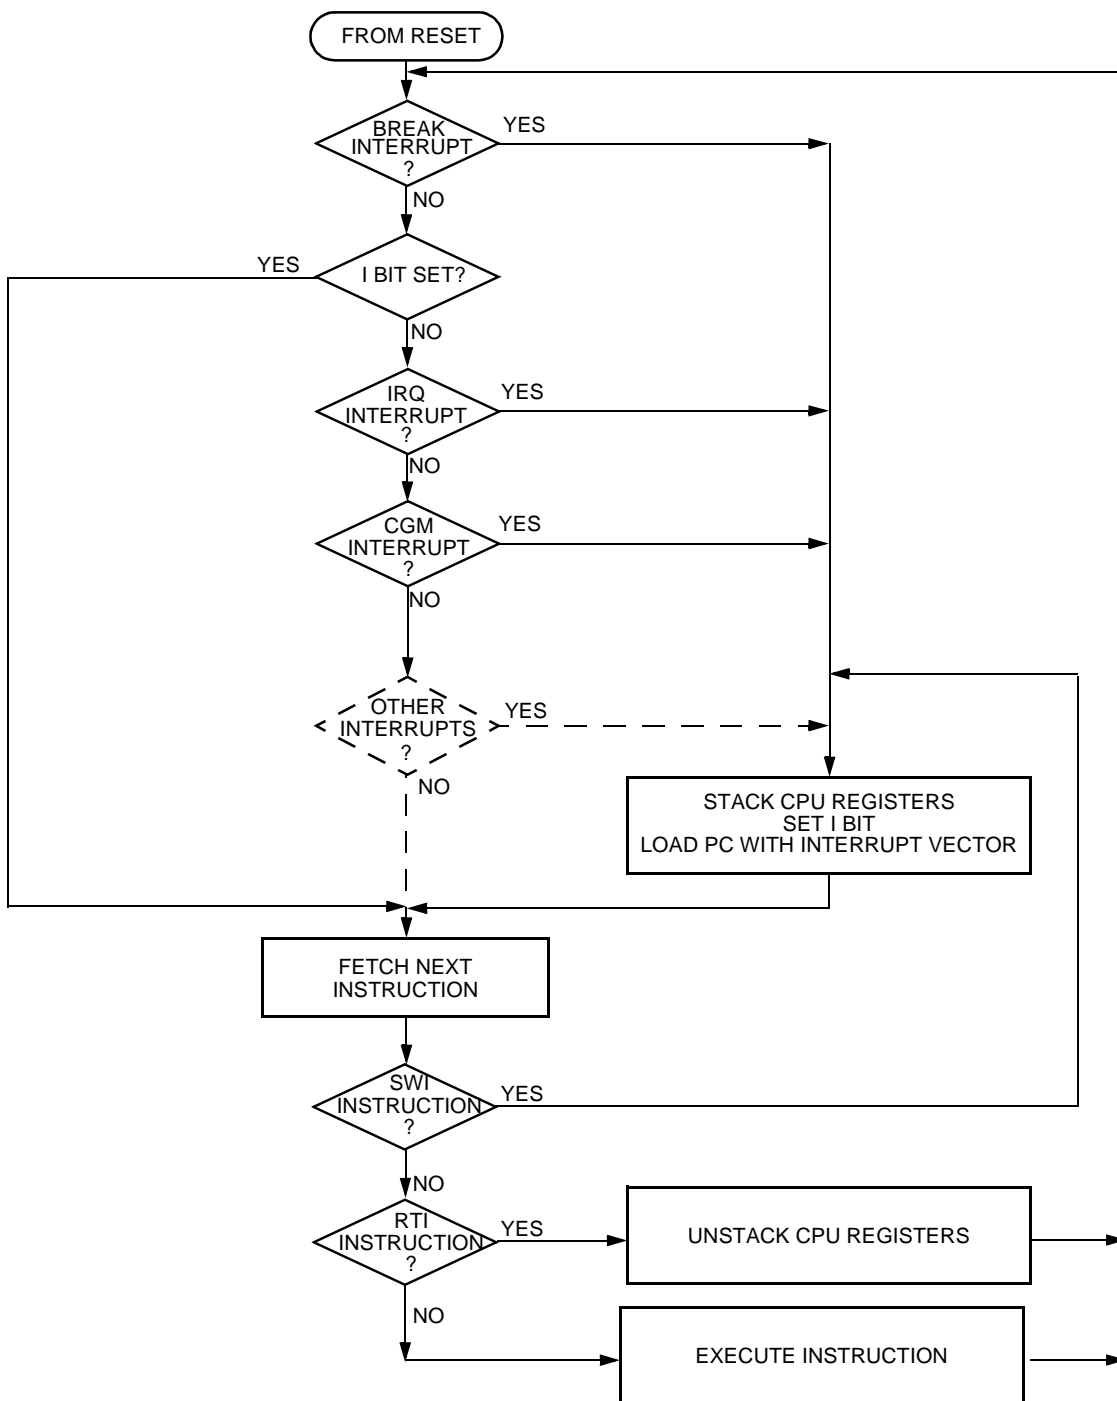 FROM RESET
BREAK
INTERRUPT
?
YES
NO
I BIT SET?
YES
NO
IRQ
INTERRUPT
?
YES
NO
CGM
INTERRUPT
?
YES
NO
OTHER
INTERRUPTS
?
YES
NO
STACK CPU REGISTERS
SET I BIT
LOAD PC WITH INTERRUPT VECTOR
FETCH NEXT
INSTRUCTION
SWI
INSTRUCTION
?
YES
NO
RTI
INSTRUCTION
?
YES
UNSTACK CPU REGISTERS
NO
EXECUTE INSTRUCTION